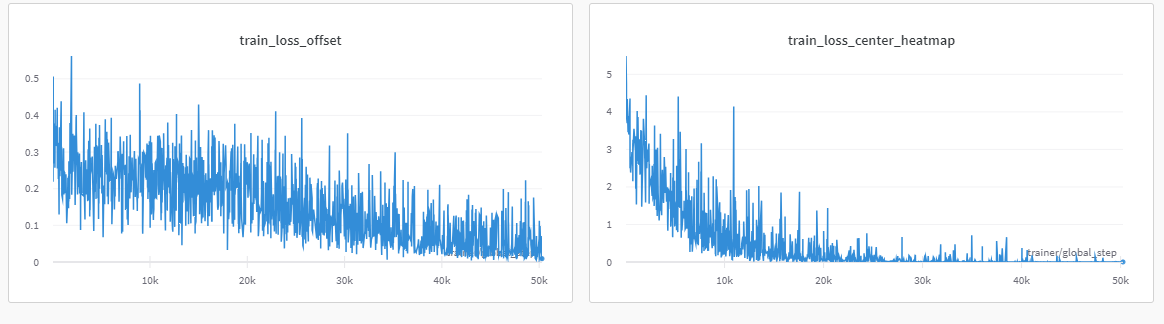 train_loss_offset
0.5
0.4
0.3
0.2
0.1
0
10k
20k
30k
40k
50k
train_loss_center_heatmap
5
4
3
2
1
0
trainer/global_step
10k
20k
30k
40k
50k